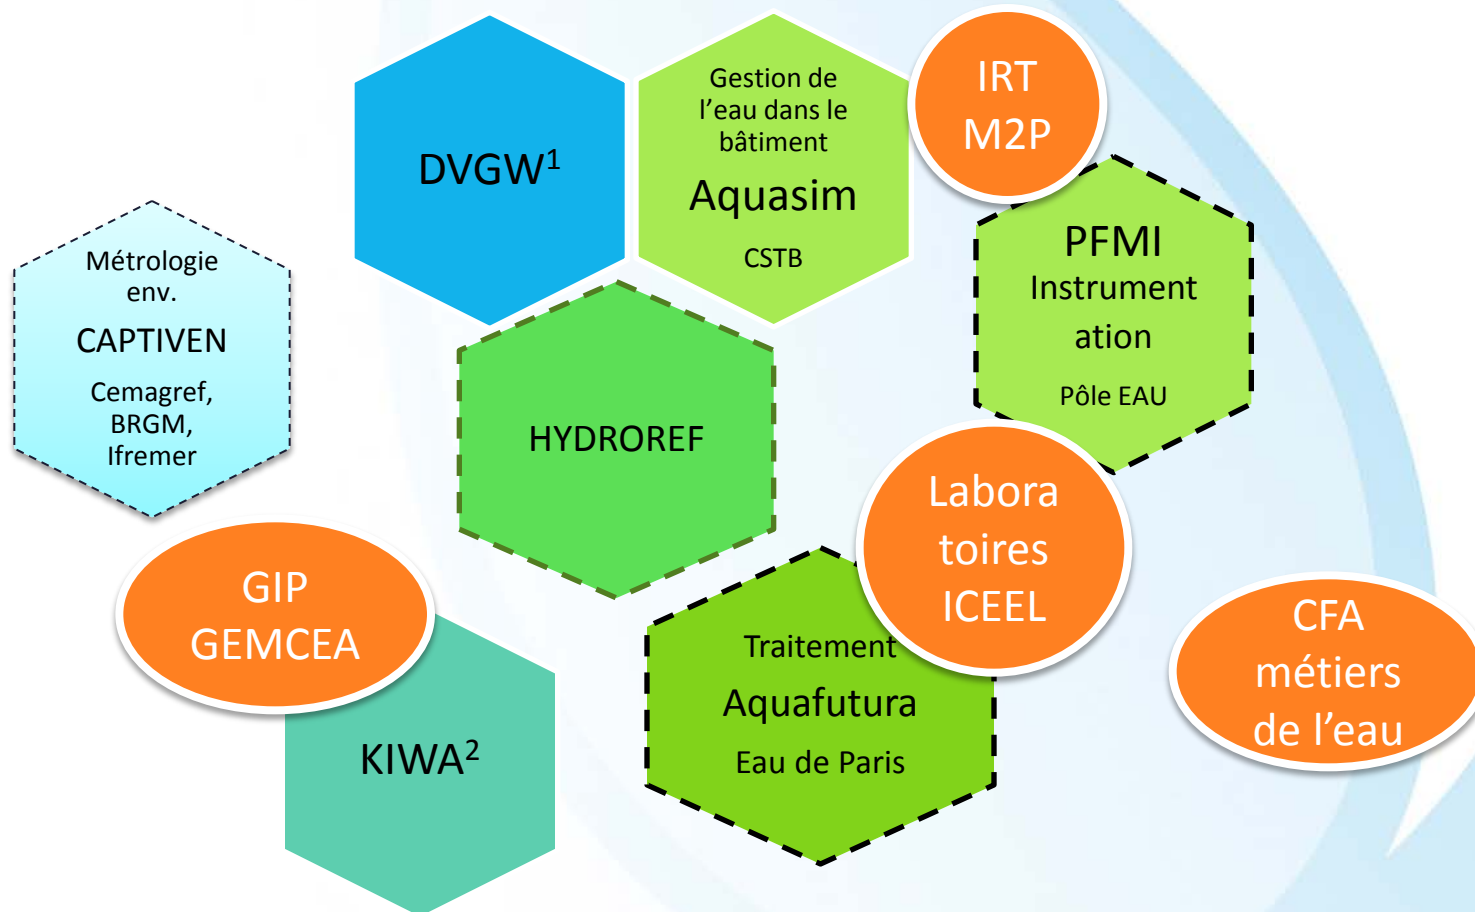 DVGW¹
Gestion de
l’eau dans le
bâtiment
Aquasim
CSTB
IRT
M2P
PFMI
Instrument
ation
Pôle EAU
Métrologie
env.
CAPTIVEN
Cemagref,
BRGM,
Ifremer
HYDROREF
Labora
toires
ICEEL
GIP
GEMCEA
KIWA²
Traitement
Aquafutura
Eau de Paris
CFA
métiers
de l’eau